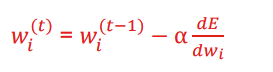 w_i^(t) = w_i^(t−1) − α dE/dw_i